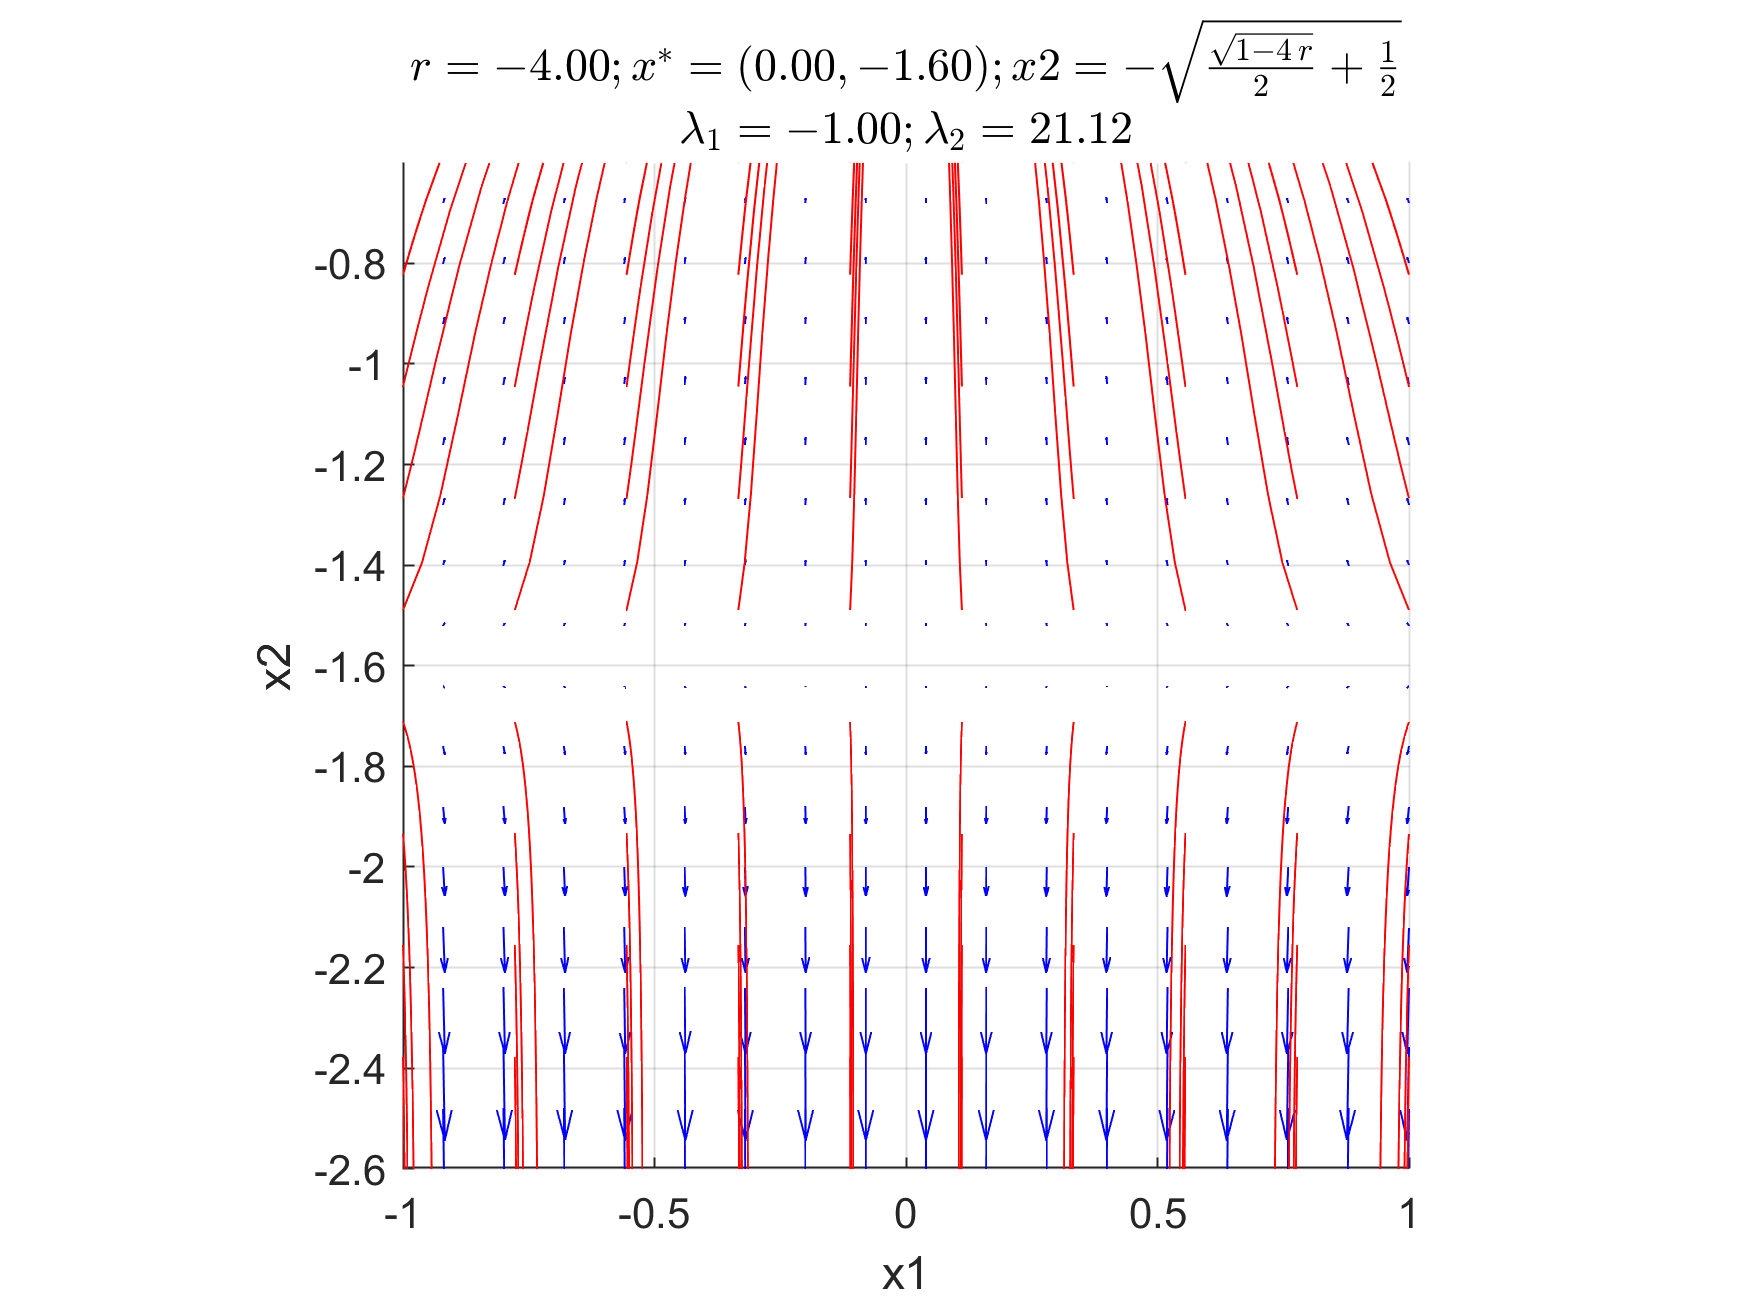 r = −4.00; x* = (0.00, −1.60); x2 = −√(√(1−4 r)/2 + 1/2)
λ₁ = −1.00; λ₂ = 21.12
-0.8
-1
-1.2
-1.4
-1.6
-1.8
-2
-2.2
-2.4
-2.6
x2
-1 -0.5 0 0.5 1
x1